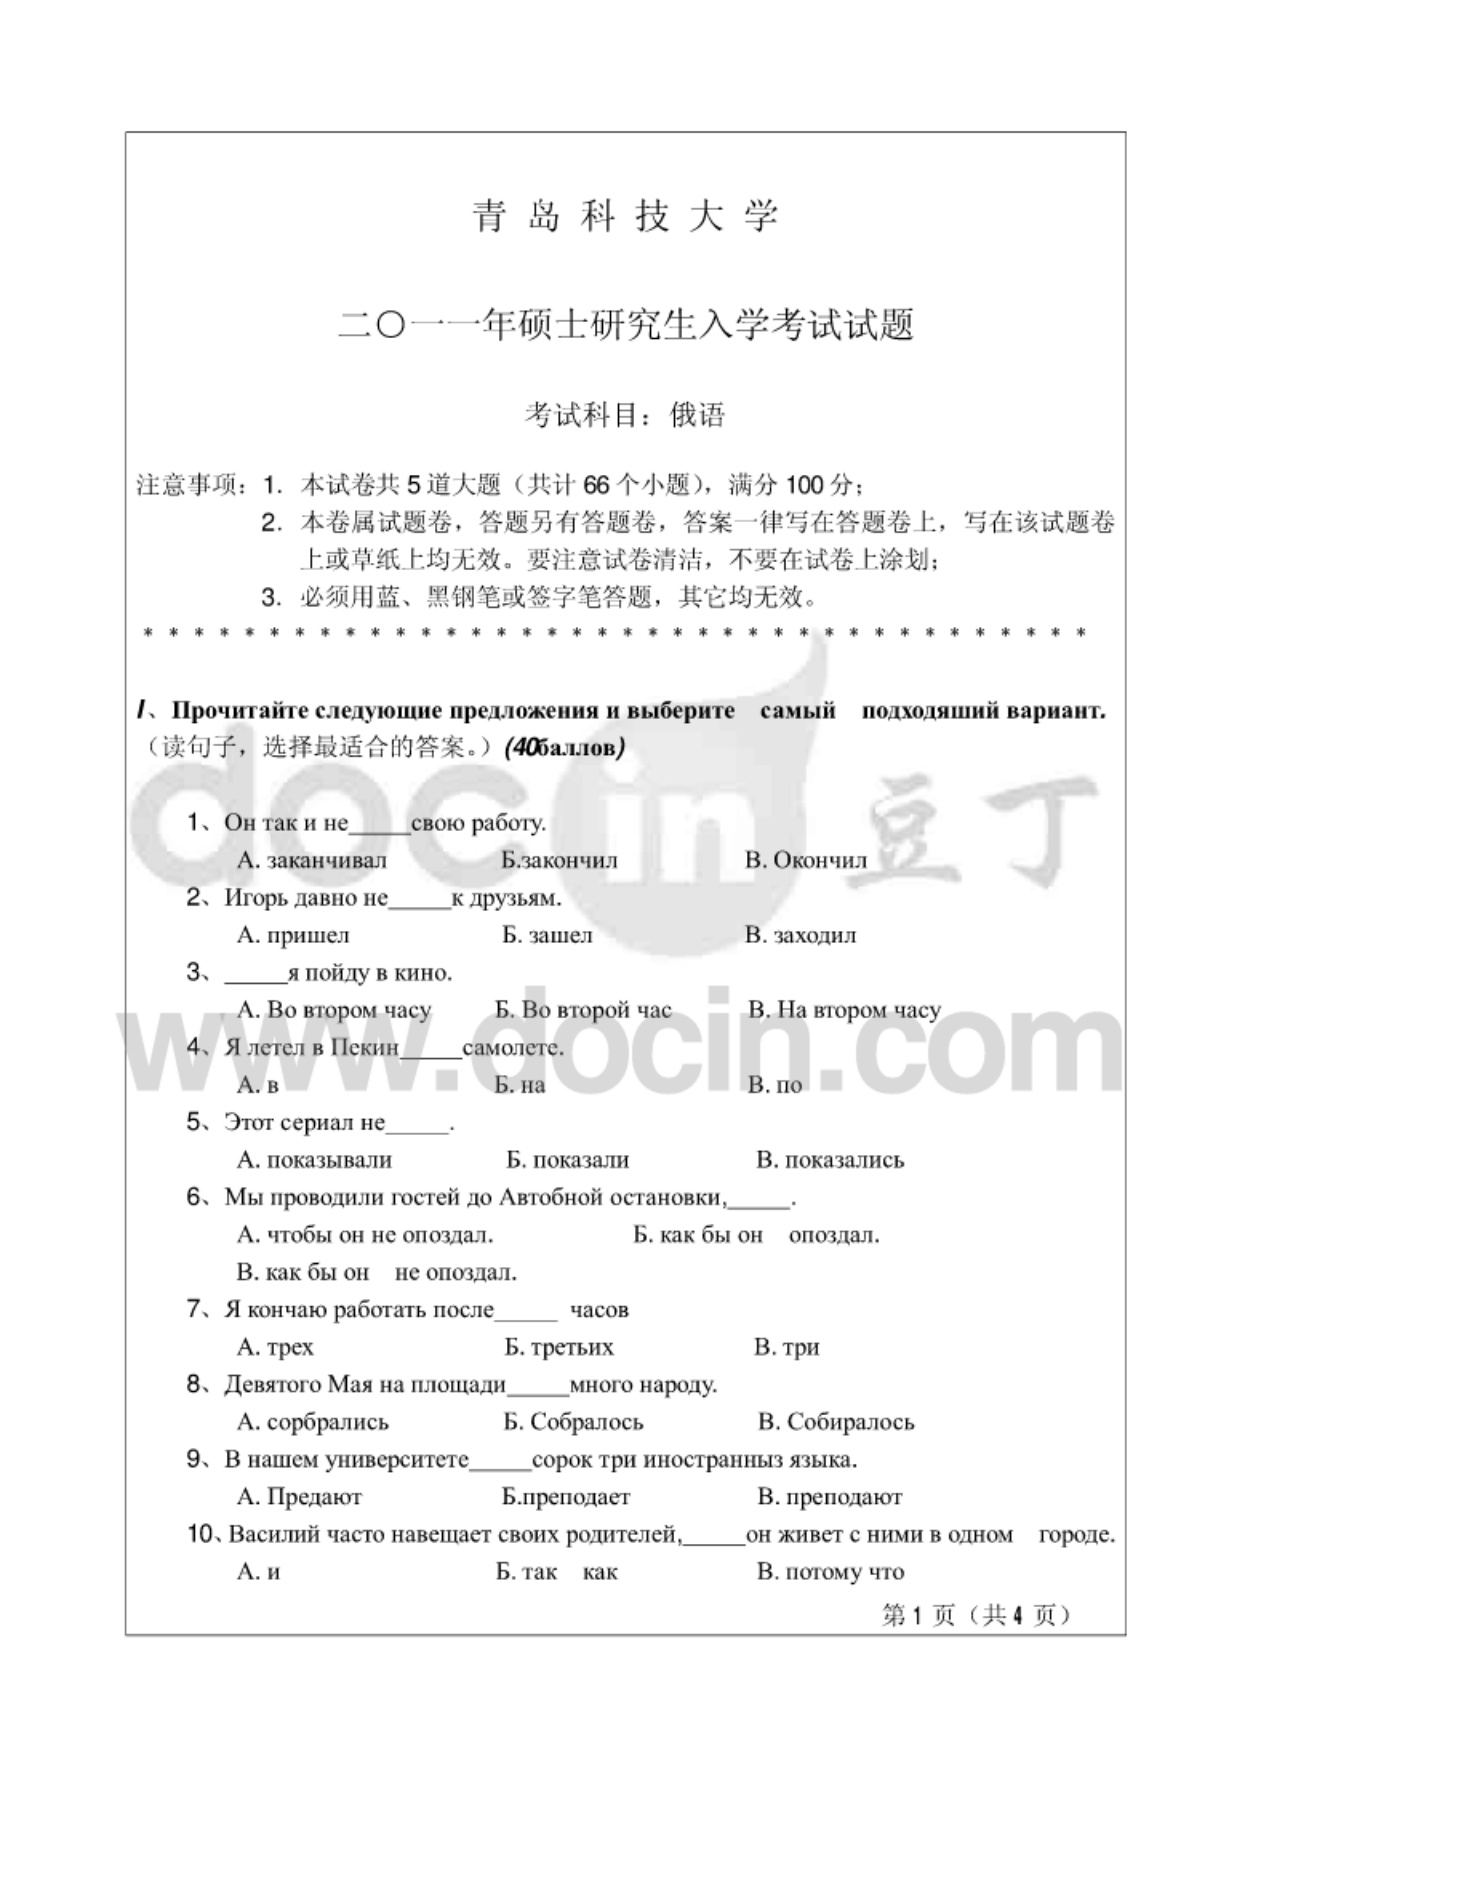 青 岛 科 技 大 学
二〇一一年硕士研究生入学考试试题
考试科目：俄语
注意事项：1. 本试卷共 5 道大题（共计 66 个小题），满分 100 分；
2. 本卷属试题卷，答题另有答题卷，答案一律写在答题卷上，写在该试题卷
上或草纸上均无效。要注意试卷清洁，不要在试卷上涂划；
3. 必须用蓝、黑钢笔或签字笔答题，其它均无效。
* * * * * * * * * * * * * * * * * * * * * * * * * * * * * * * * * * * * * *
I、Прочитайте следующие предложения и выберите самый подходяший вариант.
（读句子，选择最适合的答案。）(40баллов)
docin 豆丁
1、Он так и не_____свою работу.
А. заканчивал Б.закончил В. Окончил
2、Игорь давно не_____к друзьям.
А. пришел Б. зашел В. заходил
3、_____я пойду в кино.
А. Во втором часу Б. Во второй час В. На втором часу
www.docin.com
4、Я летел в Пекин_____самолете.
А. в Б. на В. по
5、Этот сериал не_____.
А. показывали Б. показали В. показались
6、Мы проводили гостей до Автобной остановки,_____.
А. чтобы он не опоздал. Б. как бы он опоздал.
В. как бы он не опоздал.
7、Я кончаю работать после_____ часов
А. трех Б. третьих В. три
8、Девятого Мая на площади_____много народу.
А. сорбрались Б. Собралось В. Собиралось
9、В нашем университете_____сорок три иностранныз языка.
А. Предают Б.преподает В. преподают
10、Василий часто навещает своих родителей,_____он живет с ними в одном городе.
А. и Б. так как В. потому что
第 1 页（共 4 页）